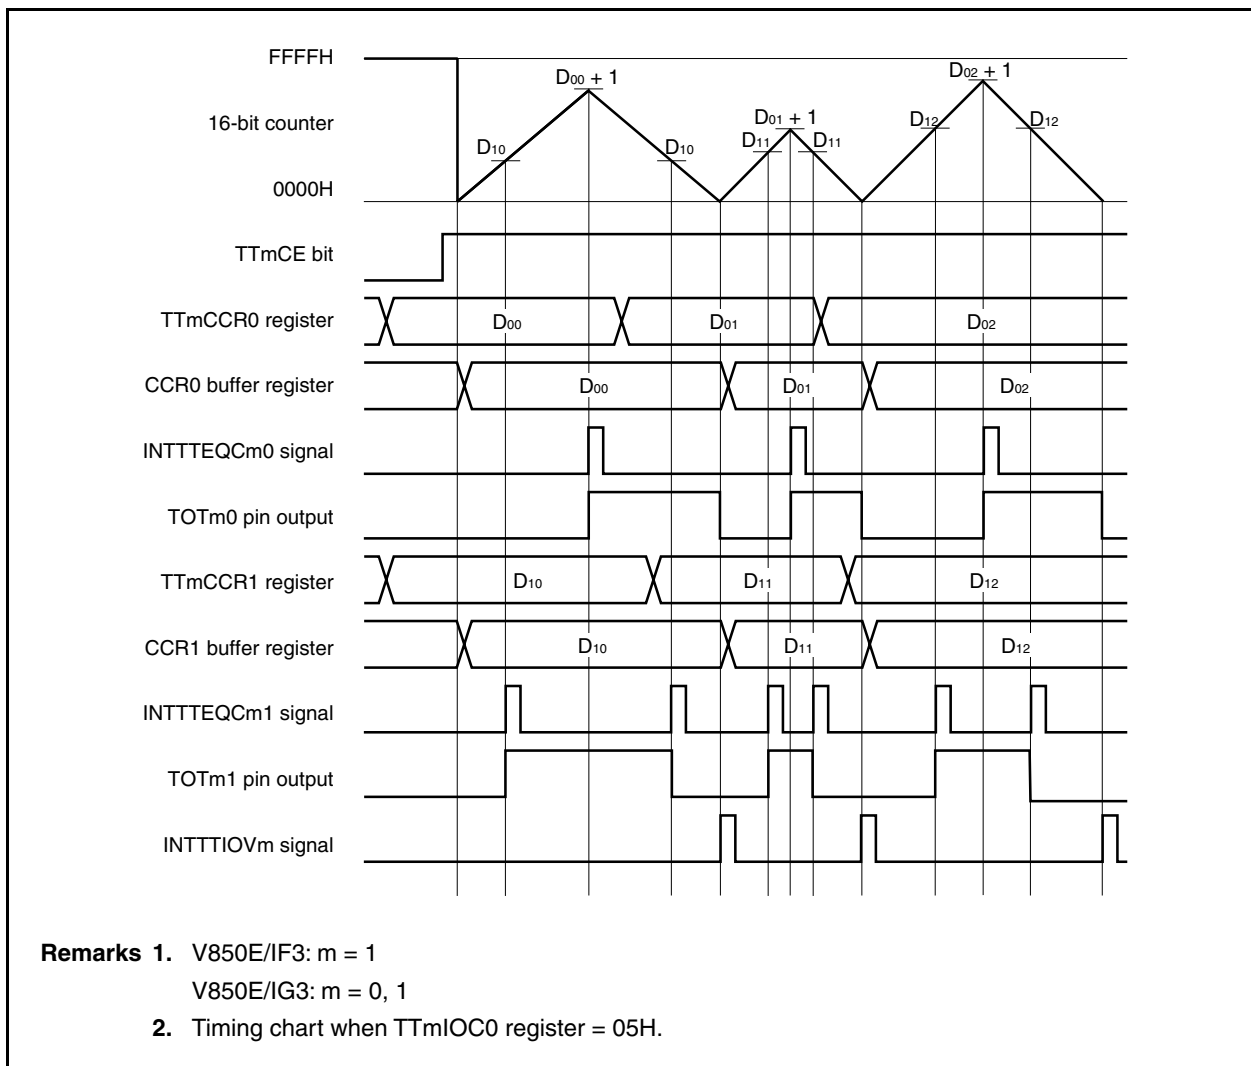 FFFFH
D00 + 1
D02 + 1
16-bit counter
D01 + 1
D12
D12
D10
D10
D11
D11
0000H
TTmCE bit
TTmCCR0 register
D00
D01
D02
CCR0 buffer register
D00
D01
D02
INTTTEQCm0 signal
TOTm0 pin output
TTmCCR1 register
D10
D11
D12
CCR1 buffer register
D10
D11
D12
INTTTEQCm1 signal
TOTm1 pin output
INTTTIOVm signal
Remarks 1. V850E/IF3: m = 1
V850E/IG3: m = 0, 1
2. Timing chart when TTmIOC0 register = 05H.